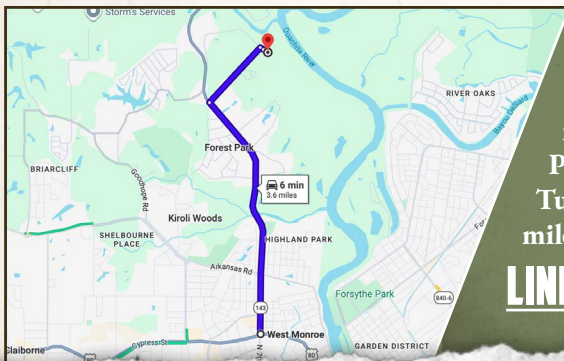 Storm's Services
Ouachita River
RIVER OAKS
Bayou DeSiard
Forest Park
BRIARCLIFF
Goodhope Rd
6 min
3.6 miles
Kiroli Woods
SHELBOURNE
PLACE
HIGHLAND PARK
Arkansas Rd
Forsythe Park
143
840-6
Cypress St
West Monroe
Claiborne
80
N 7
80
GARDEN DISTRICT
P
Tu
mil
LIN